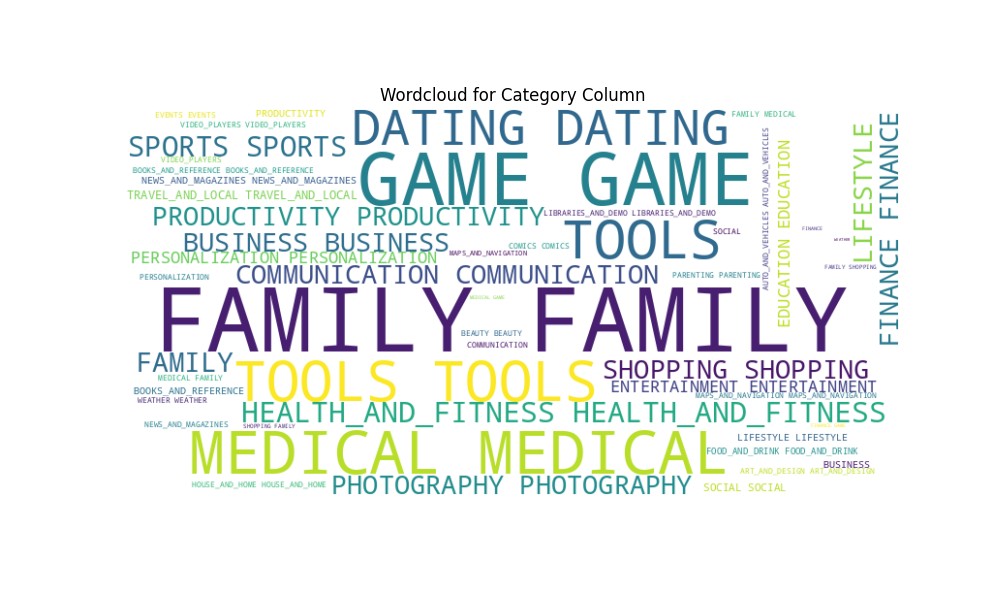 Wordcloud for Category Column
EVENTS EVENTS
PRODUCTIVITY
VIDEO_PLAYERS VIDEO_PLAYERS
DATING DATING
FAMILY MEDICAL
SPORTS SPORTS
VIDEO_PLAYERS
BOOKS_AND_REFERENCE BOOKS_AND_REFERENCE
NEWS_AND_MAGAZINES NEWS_AND_MAGAZINES
TRAVEL_AND_LOCAL TRAVEL_AND_LOCAL
GAME GAME
AUTO_AND_VEHICLES AUTO_AND_VEHICLES
EDUCATION EDUCATION
LIFESTYLE
FINANCE FINANCE
PRODUCTIVITY PRODUCTIVITY
LIBRARIES_AND_DEMO LIBRARIES_AND_DEMO
TOOLS
SOCIAL
FINANCE
WEATHER
BUSINESS BUSINESS
COMICS COMICS
MAPS_AND_NAVIGATION
PERSONALIZATION PERSONALIZATION
FAMILY SHOPPING
PERSONALIZATION
COMMUNICATION COMMUNICATION
PARENTING PARENTING
FAMILY FAMILY
MEDICAL GAME
BEAUTY BEAUTY
COMMUNICATION
FAMILY
TOOLS TOOLS
SHOPPING SHOPPING
MEDICAL FAMILY
ENTERTAINMENT ENTERTAINMENT
BOOKS_AND_REFERENCE
MAPS_AND_NAVIGATION MAPS_AND_NAVIGATION
WEATHER WEATHER
HEALTH_AND_FITNESS HEALTH_AND_FITNESS
NEWS_AND_MAGAZINES
SHOPPING FAMILY
MEDICAL MEDICAL
LIFESTYLE LIFESTYLE
FOOD_AND_DRINK FOOD_AND_DRINK
BUSINESS
ART_AND_DESIGN ART_AND_DESIGN
HOUSE_AND_HOME HOUSE_AND_HOME
PHOTOGRAPHY PHOTOGRAPHY
SOCIAL SOCIAL